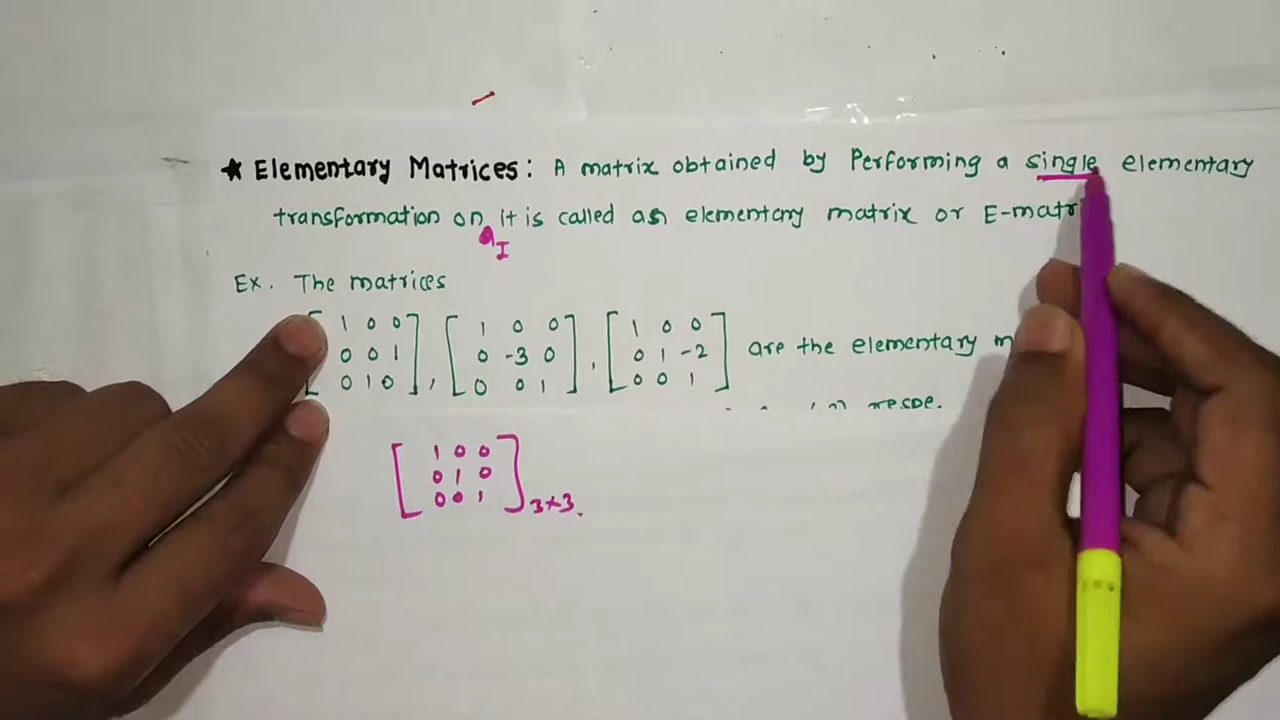 ★ Elementary Matrices: A matrix obtained by Performing a single elementary
transformation on it is called an elementary matrix or E-matri
a I
Ex. The matrices
[1 0 0 0 0 1 0 1 0], [1 0 0 0 -3 0 0 0 1], [1 0 0 0 1 -2 0 0 1] are the elementary m
respe.
[1 0 0 0 1 0 0 0 1] 3×3.